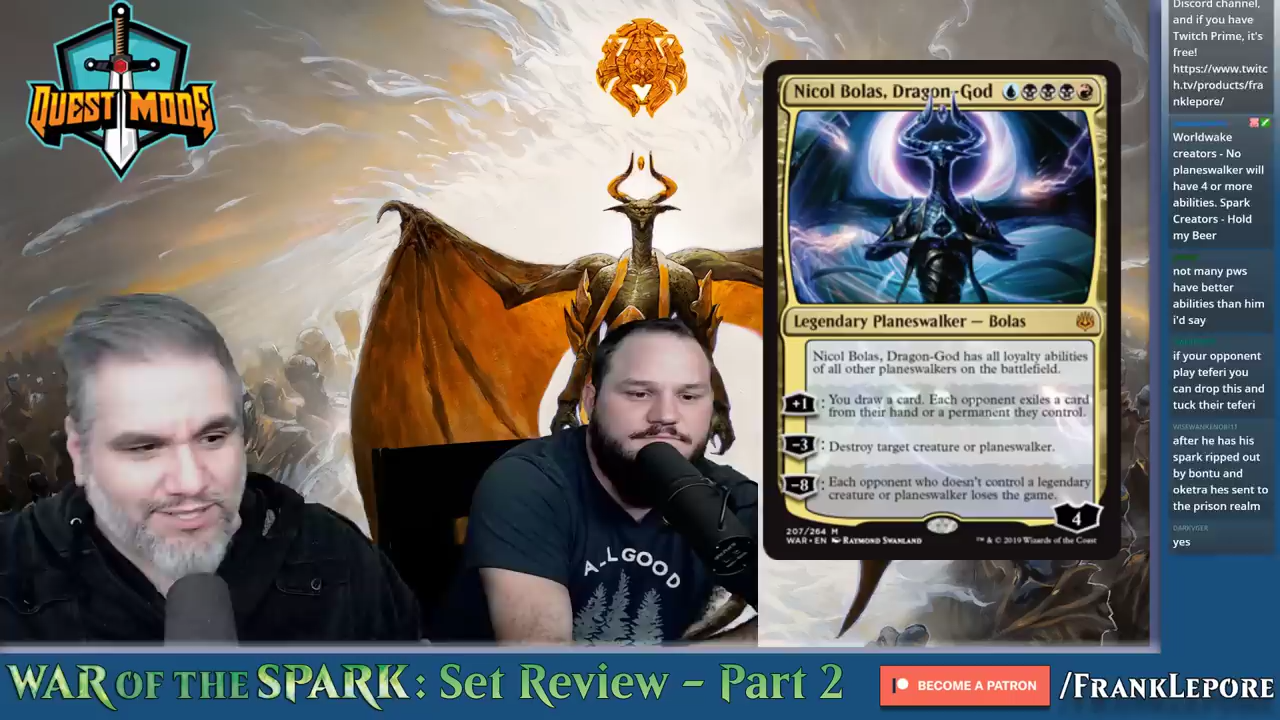 QUEST MODE
Nicol Bolas, Dragon-God
Legendary Planeswalker — Bolas
Nicol Bolas, Dragon-God has all loyalty abilities
of all other planeswalkers on the battlefield.
+1 : You draw a card. Each opponent exiles a card
from their hand or a permanent they control.
-3 : Destroy target creature or planeswalker.
-8 : Each opponent who doesn't control a legendary
creature or planeswalker loses the game.
4
207/264 M
WAR • EN RAYMOND SWANLAND
™ & © 2019 Wizards of the Coast
A-LL GOOD
Discord channel,
and if you have
Twitch Prime, it's
free!
https://www.twitc
h.tv/products/fra
nklepore/
Worldwake
creators - No
planeswalker will
have 4 or more
abilities. Spark
Creators - Hold
my Beer
not many pws
have better
abilities than him
i'd say
if your opponent
play teferi you
can drop this and
tuck their teferi
after he has his
spark ripped out
by bontu and
oketra hes sent to
the prison realm
DARKVIGER
yes
WAR OF THE SPARK: Set Review - Part 2
BECOME A PATRON
/FRANKLEPORE